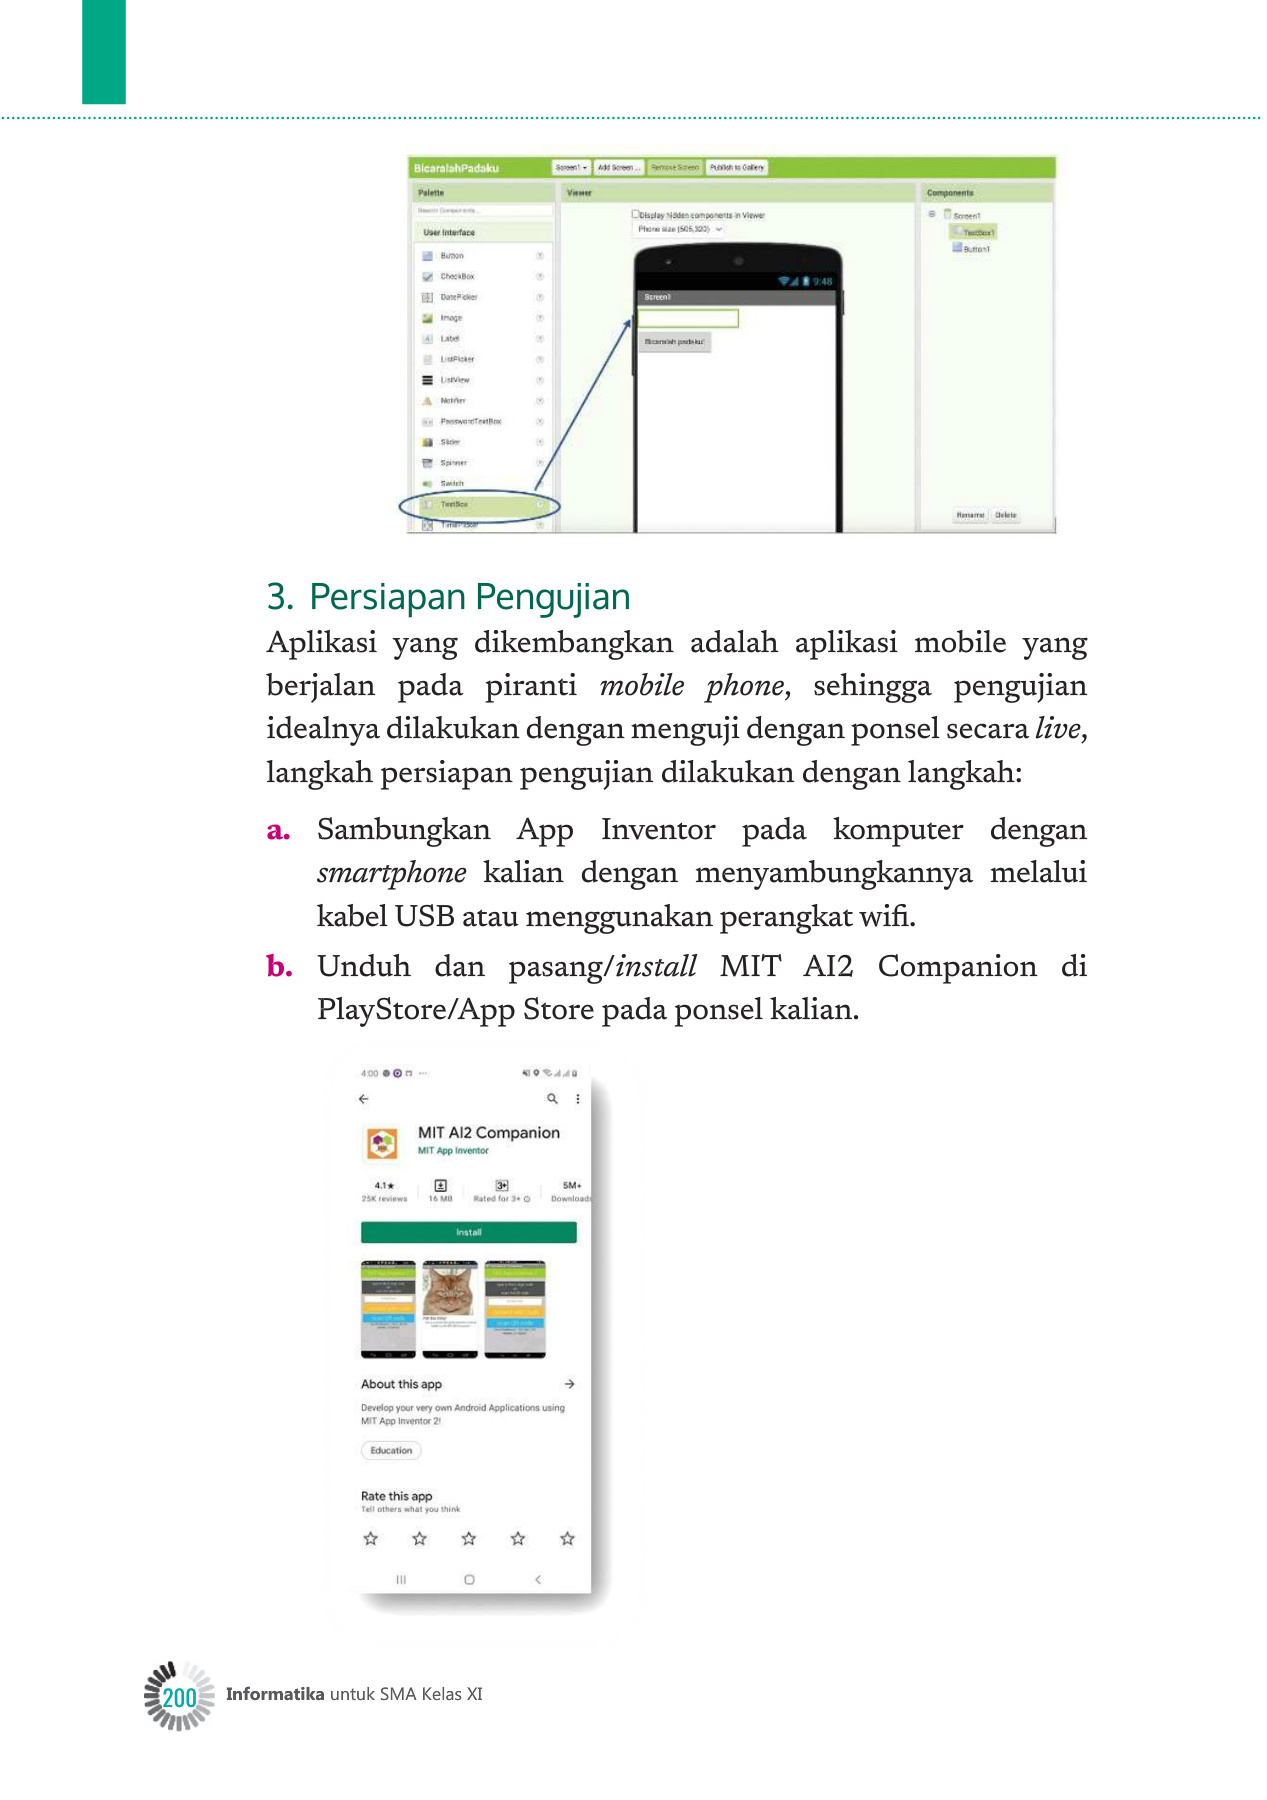 BicaralahPadaku
Screen1
Add Screen ...
Remove Screen
Publish to Gallery
Palette
Viewer
Components
Search Components...
User Interface
Button
CheckBox
DatePicker
Image
Label
ListPicker
ListView
Notifier
PasswordTextBox
Slider
Spinner
Switch
TextBox
TimePicker
Display hidden components in Viewer
Phone size (505,320)
9:48
Screen1
Bicaralah padaku!
Screen1
TextBox1
Button1
Rename
Delete
3. Persiapan Pengujian
Aplikasi yang dikembangkan adalah aplikasi mobile yang
berjalan pada piranti mobile phone, sehingga pengujian
idealnya dilakukan dengan menguji dengan ponsel secara live,
langkah persiapan pengujian dilakukan dengan langkah:
a. Sambungkan App Inventor pada komputer dengan
smartphone kalian dengan menyambungkannya melalui
kabel USB atau menggunakan perangkat wifi.
b. Unduh dan pasang/install MIT AI2 Companion di
PlayStore/App Store pada ponsel kalian.
4:00
MIT AI2 Companion
MIT App Inventor
4.1★
3+
5M+
25K reviews
16 MB
Rated for 3+
Downloads
Install
About this app
Develop your very own Android Applications using
MIT App Inventor 2!
Education
Rate this app
Tell others what you think
200
Informatika untuk SMA Kelas XI